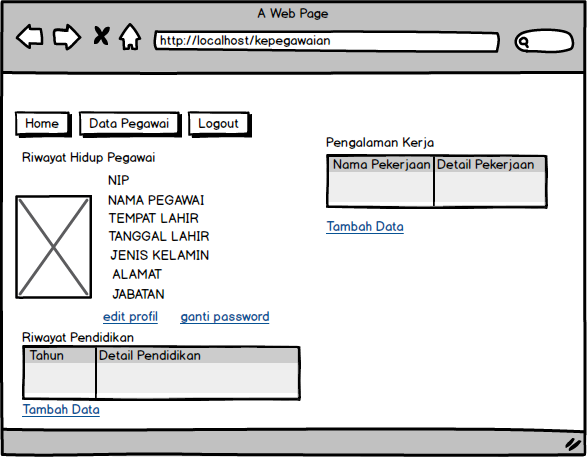 A Web Page
http://localhost/kepegawaian
Home
Data Pegawai
Logout
Riwayat Hidup Pegawai
NIP
NAMA PEGAWAI
TEMPAT LAHIR
TANGGAL LAHIR
JENIS KELAMIN
ALAMAT
JABATAN
edit profil
ganti password
Riwayat Pendidikan
Tahun
Detail Pendidikan
Tambah Data
Pengalaman Kerja
Nama Pekerjaan
Detail Pekerjaan
Tambah Data